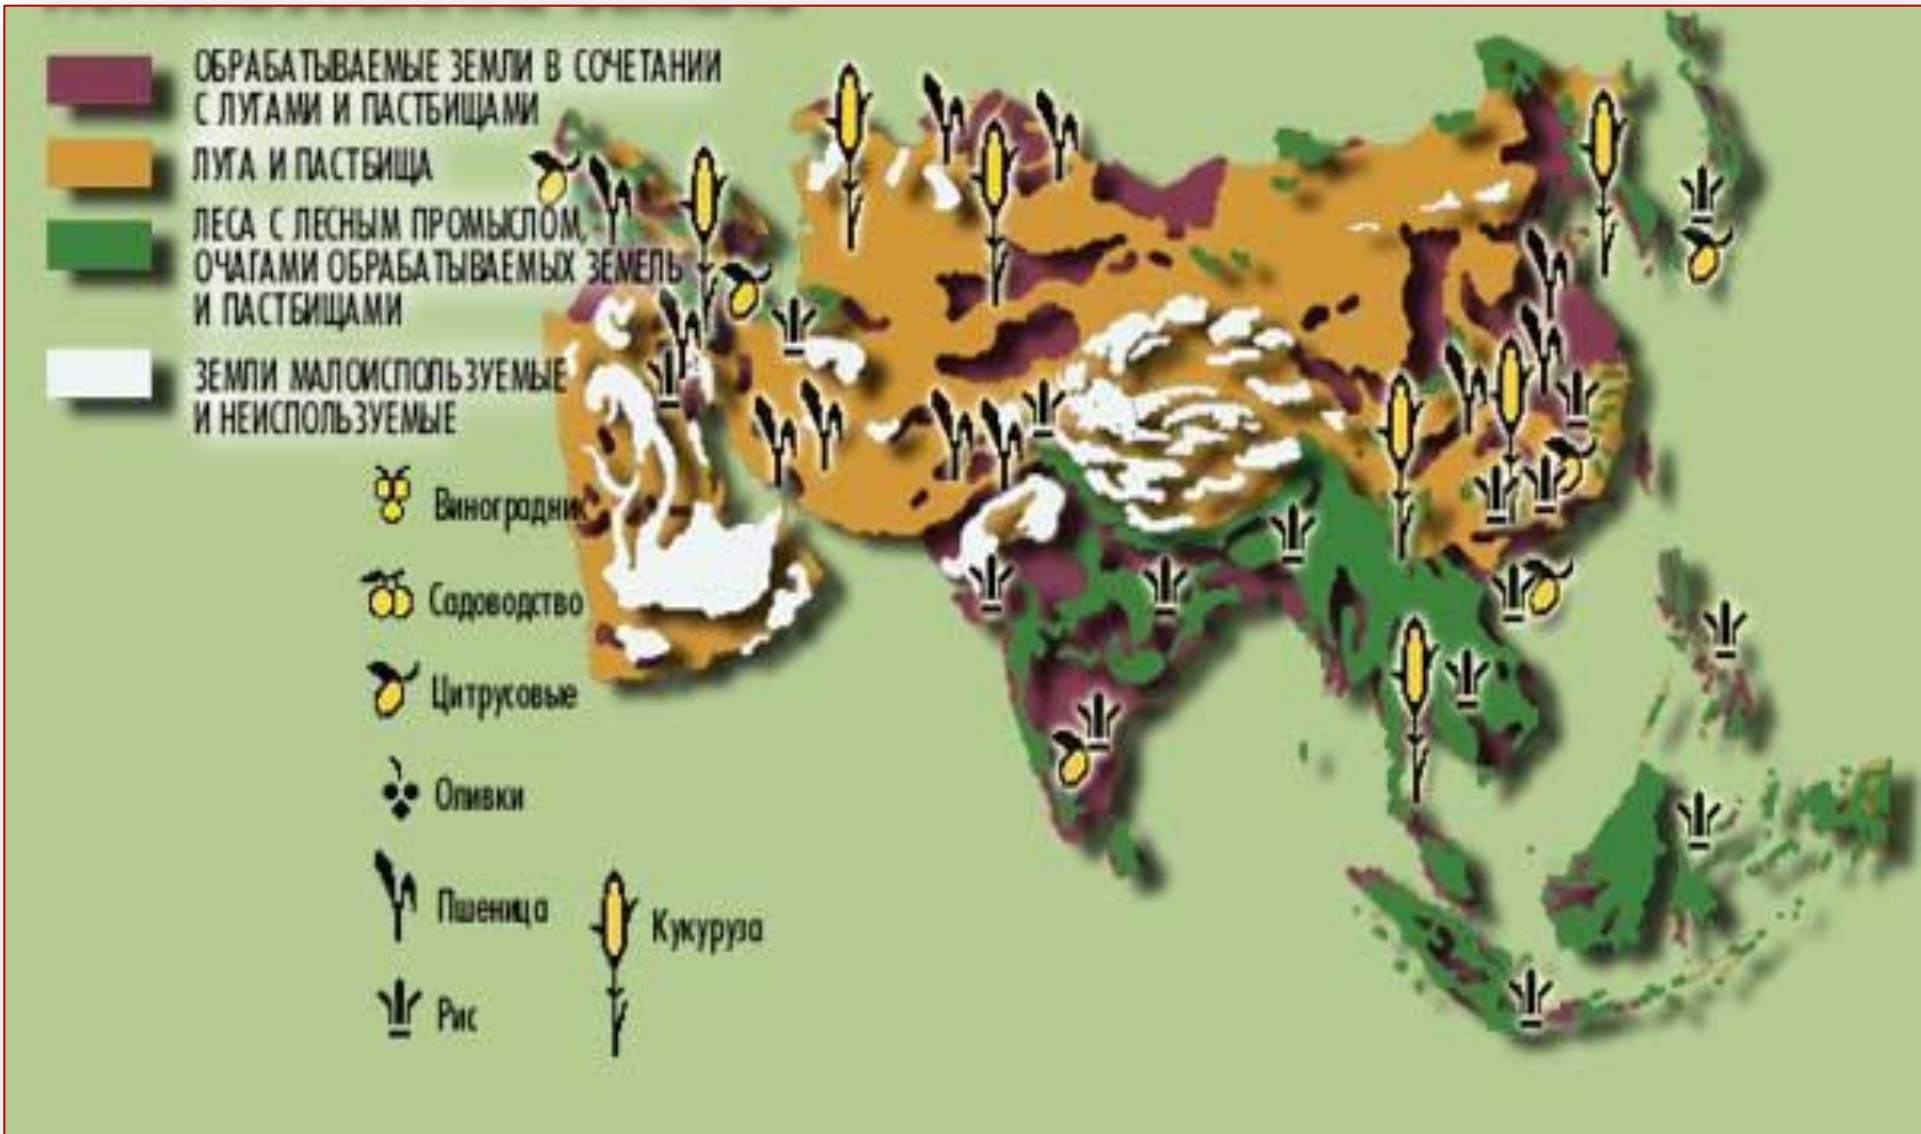 ОБРАБАТЫВАЕМЫЕ ЗЕМЛИ В СОЧЕТАНИИ
С ЛУГАМИ И ПАСТБИЩАМИ
ЛУГА И ПАСТБИЩА
ЛЕСА С ЛЕСНЫМ ПРОМЫСЛОМ,
ОЧАГАМИ ОБРАБАТЫВАЕМЫХ ЗЕМЕЛЬ
И ПАСТБИЩАМИ
ЗЕМЛИ МАЛОИСПОЛЬЗУЕМЫЕ
И НЕИСПОЛЬЗУЕМЫЕ
Виноградник
Садоводство
Цитрусовые
Оливки
Пшеница
Кукуруза
Рис